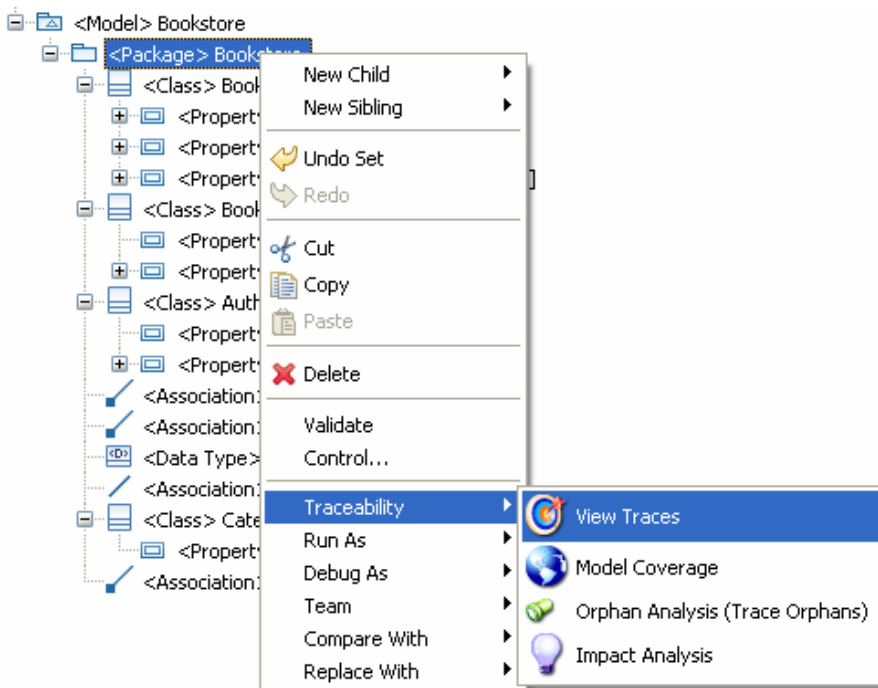 <Model> Bookstore
<Package> Bookstore
<Class> Book
<Property
<Property
<Property
]
<Class> Book
<Property
<Property
<Class> Auth
<Property
<Property
<Association
<Association
<Data Type>
<Association
<Class> Cate
<Property
<Association
New Child
New Sibling
Undo Set
Redo
Cut
Copy
Paste
Delete
Validate
Control...
Traceability
Run As
Debug As
Team
Compare With
Replace With
View Traces
Model Coverage
Orphan Analysis (Trace Orphans)
Impact Analysis